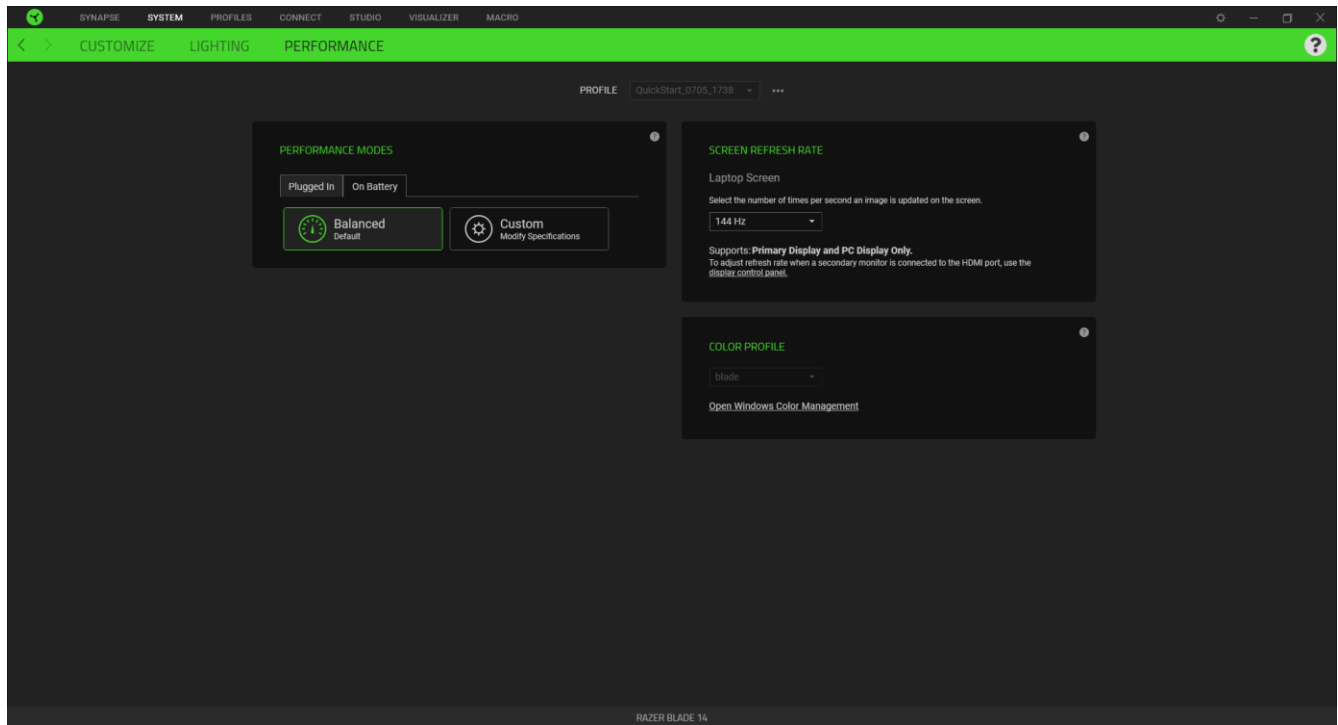 SYNAPSE SYSTEM PROFILES CONNECT STUDIO VISUALIZER MACRO
CUSTOMIZE LIGHTING PERFORMANCE ?
PROFILE QuickStart_0705_1738 •••
PERFORMANCE MODES ?
Plugged In On Battery
Balanced
Default
Custom
Modify Specifications
SCREEN REFRESH RATE ?
Laptop Screen
Select the number of times per second an image is updated on the screen.
144 Hz
Supports: Primary Display and PC Display Only.
To adjust refresh rate when a secondary monitor is connected to the HDMI port, use the
display control panel.
COLOR PROFILE ?
blade
Open Windows Color Management
RAZER BLADE 14